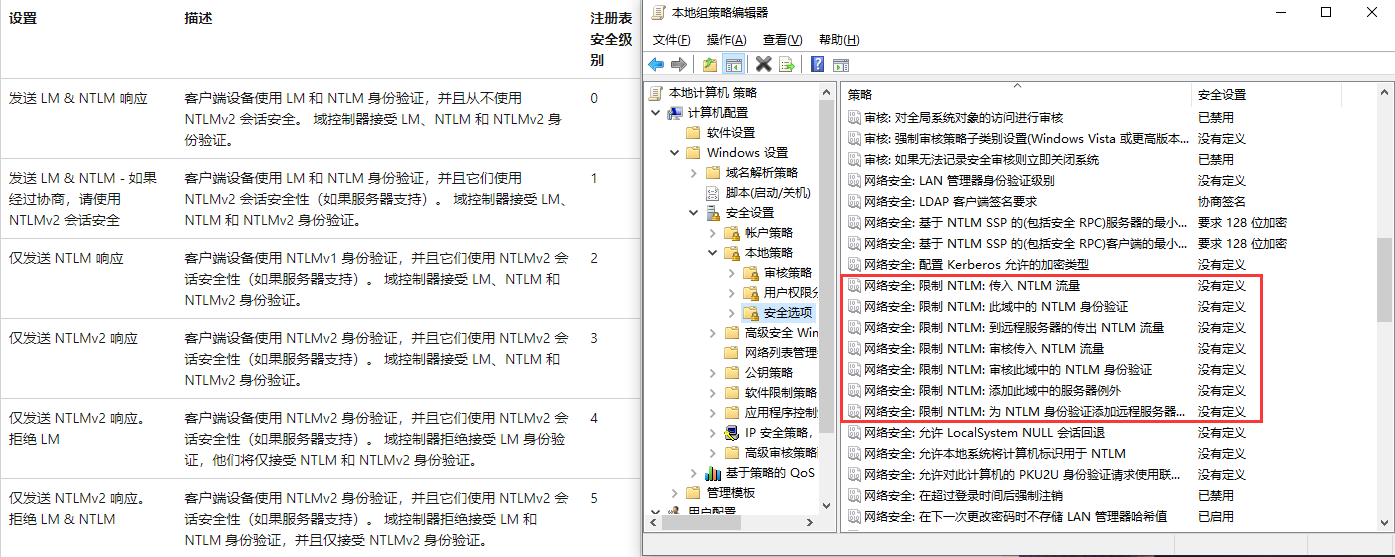 设置 描述 注册表
安全级
别
发送 LM & NTLM 响应 客户端设备使用 LM 和 NTLM 身份验证，并且从不使用 0
NTLMv2 会话安全。 域控制器接受 LM、NTLM 和 NTLMv2 身
份验证。
发送 LM & NTLM - 如果 客户端设备使用 LM 和 NTLM 身份验证，并且它们使用 1
经过协商，请使用 NTLMv2 会话安全性（如果服务器支持）。 域控制器接受 LM、
NTLMv2 会话安全 NTLM 和 NTLMv2 身份验证。
仅发送 NTLM 响应 客户端设备使用 NTLMv1 身份验证，并且它们使用 NTLMv2 会 2
话安全性（如果服务器支持）。 域控制器接受 LM、NTLM 和
NTLMv2 身份验证。
仅发送 NTLMv2 响应 客户端设备使用 NTLMv2 身份验证，并且它们使用 NTLMv2 会 3
话安全性（如果服务器支持）。 域控制器接受 LM、NTLM 和
NTLMv2 身份验证。
仅发送 NTLMv2 响应。 客户端设备使用 NTLMv2 身份验证，并且它们使用 NTLMv2 会 4
拒绝 LM 话安全性（如果服务器支持）。 域控制器拒绝接受 LM 身份验
证，他们将仅接受 NTLM 和 NTLMv2 身份验证。
仅发送 NTLMv2 响应。 客户端设备使用 NTLMv2 身份验证，并且它们使用 NTLMv2 会 5
拒绝 LM & NTLM 话安全性（如果服务器支持）。 域控制器拒绝接受 LM 和
NTLM 身份验证，并且仅接受 NTLMv2 身份验证。
本地组策略编辑器
文件(F) 操作(A) 查看(V) 帮助(H)
本地计算机 策略
计算机配置
软件设置
Windows 设置
域名解析策略
脚本(启动/关机)
安全设置
帐户策略
本地策略
审核策略
用户权限分
安全选项
高级安全 Win
网络列表管理
公钥策略
软件限制策略
应用程序控制
IP 安全策略，
高级审核策略
基于策略的 QoS
管理模板
用户配置
策略 安全设置
审核: 对全局系统对象的访问进行审核 已禁用
审核: 强制审核策略子类别设置(Windows Vista 或更高版本... 没有定义
审核: 如果无法记录安全审核则立即关闭系统 已禁用
网络安全: LAN 管理器身份验证级别 没有定义
网络安全: LDAP 客户端签名要求 协商签名
网络安全: 基于 NTLM SSP 的(包括安全 RPC)服务器的最小... 要求 128 位加密
网络安全: 基于 NTLM SSP 的(包括安全 RPC)客户端的最小... 要求 128 位加密
网络安全: 配置 Kerberos 允许的加密类型 没有定义
网络安全: 限制 NTLM: 传入 NTLM 流量 没有定义
网络安全: 限制 NTLM: 此域中的 NTLM 身份验证 没有定义
网络安全: 限制 NTLM: 到远程服务器的传出 NTLM 流量 没有定义
网络安全: 限制 NTLM: 审核传入 NTLM 流量 没有定义
网络安全: 限制 NTLM: 审核此域中的 NTLM 身份验证 没有定义
网络安全: 限制 NTLM: 添加此域中的服务器例外 没有定义
网络安全: 限制 NTLM: 为 NTLM 身份验证添加远程服务器... 没有定义
网络安全: 允许 LocalSystem NULL 会话回退 没有定义
网络安全: 允许本地系统将计算机标识用于 NTLM 没有定义
网络安全: 允许对此计算机的 PKU2U 身份验证请求使用联... 没有定义
网络安全: 在超过登录时间后强制注销 已禁用
网络安全: 在下一次更改密码时不存储 LAN 管理器哈希值 已启用